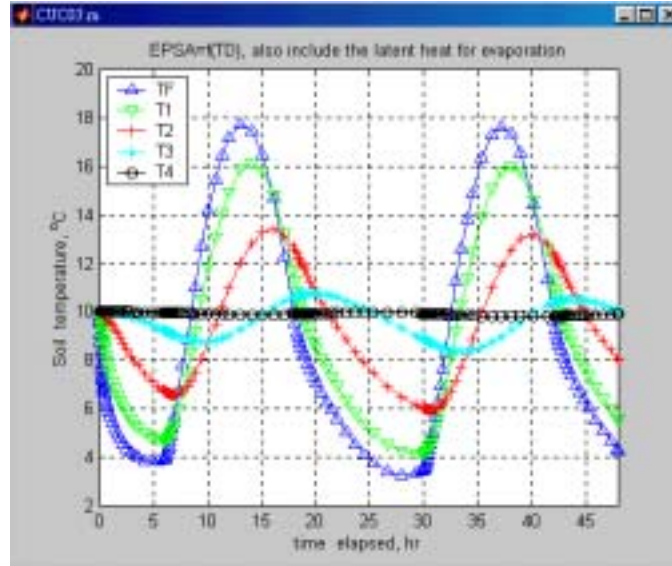 CUC03.m
EPSA=f(TD), also include the latent heat for evaporation
TF
T1
T2
T3
T4
Soil temperature, °C
20
18
16
14
12
10
8
6
4
2
0
5
10
15
20
25
30
35
40
45
time elapsed, hr